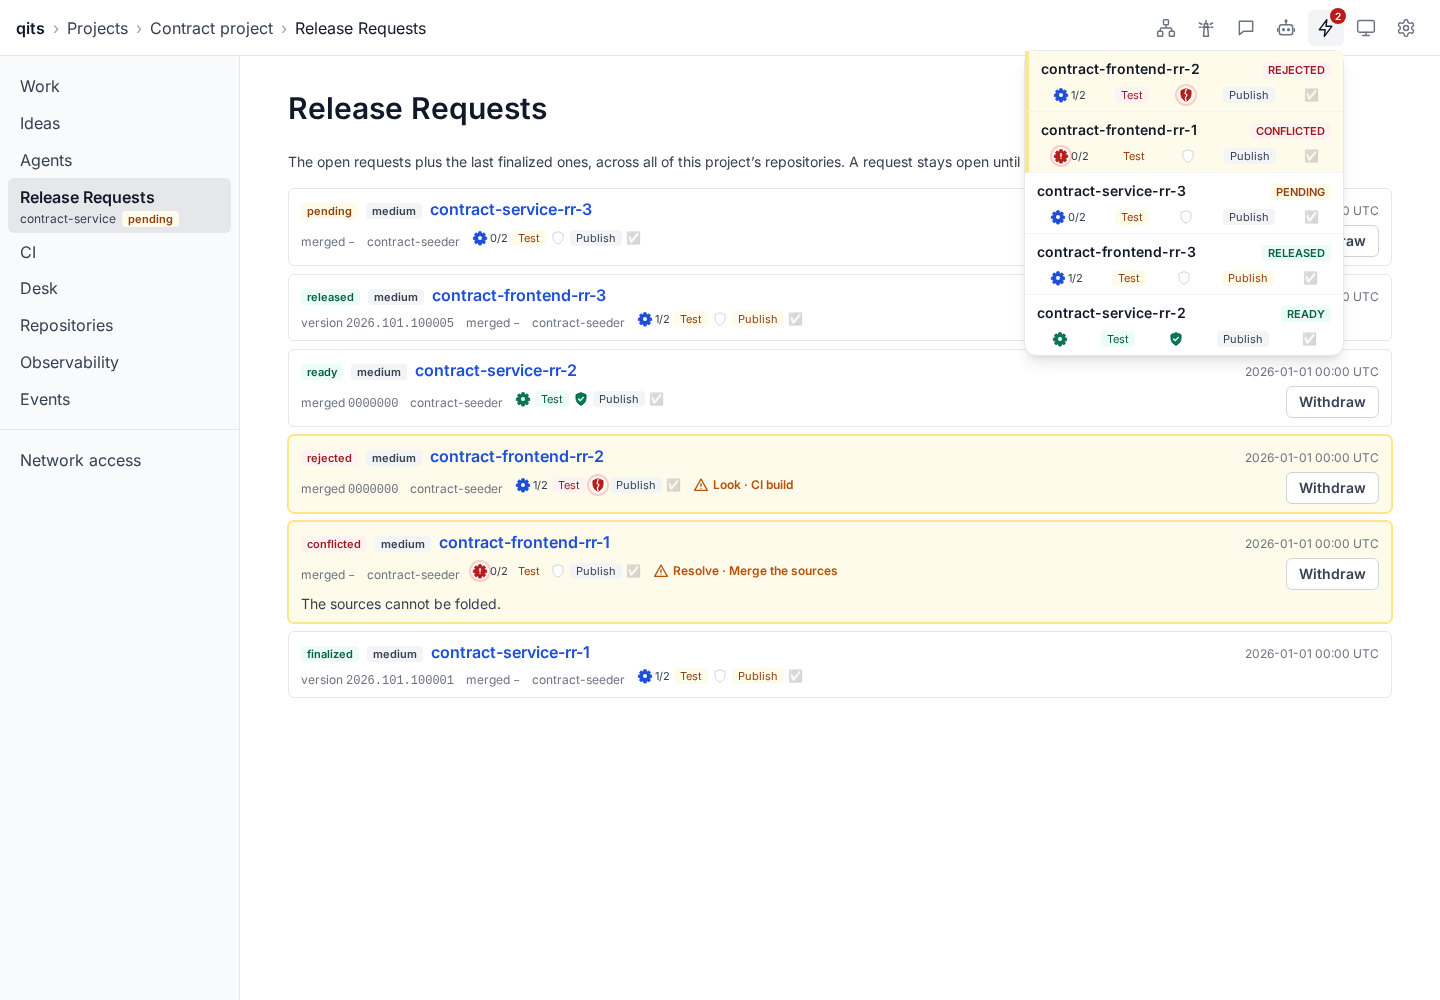 qits › Projects › Contract project › Release Requests
2
Work
Ideas
Agents
Release Requests
contract-service pending
CI
Desk
Repositories
Observability
Events
Network access
Release Requests
The open requests plus the last finalized ones, across all of this project's repositories. A request stays open until
pending medium contract-service-rr-3
0 UTC
merged – contract-seeder 0/2 Test Publish
raw
released medium contract-frontend-rr-3
0 UTC
version 2026.101.100005 merged – contract-seeder 1/2 Test Publish
ready medium contract-service-rr-2
2026-01-01 00:00 UTC
merged 0000000 contract-seeder Test Publish
Withdraw
rejected medium contract-frontend-rr-2
2026-01-01 00:00 UTC
merged 0000000 contract-seeder 1/2 Test Publish Look · CI build
Withdraw
conflicted medium contract-frontend-rr-1
2026-01-01 00:00 UTC
merged – contract-seeder 0/2 Test Publish Resolve · Merge the sources
Withdraw
The sources cannot be folded.
finalized medium contract-service-rr-1
2026-01-01 00:00 UTC
version 2026.101.100001 merged – contract-seeder 1/2 Test Publish
contract-frontend-rr-2 REJECTED
1/2 Test Publish
contract-frontend-rr-1 CONFLICTED
0/2 Test Publish
contract-service-rr-3 PENDING
0/2 Test Publish
contract-frontend-rr-3 RELEASED
1/2 Test Publish
contract-service-rr-2 READY
Test Publish